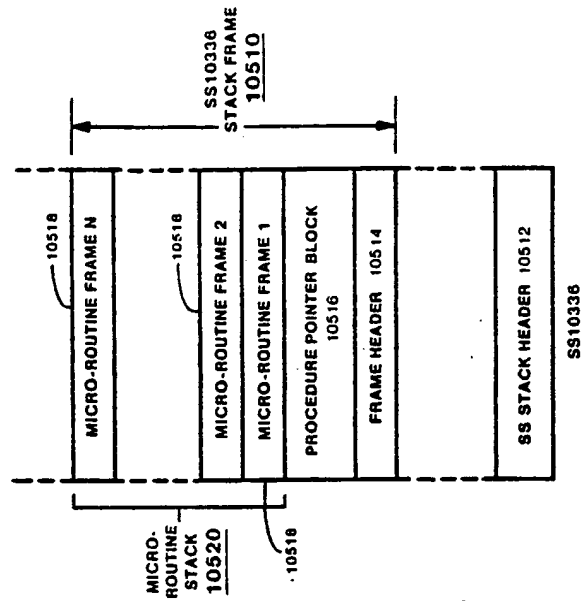 SS10336
STACK FRAME
10510
10518
MICRO-ROUTINE FRAME N
10518
MICRO-ROUTINE FRAME 2
MICRO-ROUTINE FRAME 1
PROCEDURE POINTER BLOCK
10516
FRAME HEADER 10514
SS STACK HEADER 10512
SS10336
MICRO-
ROUTINE
STACK
10520
10518